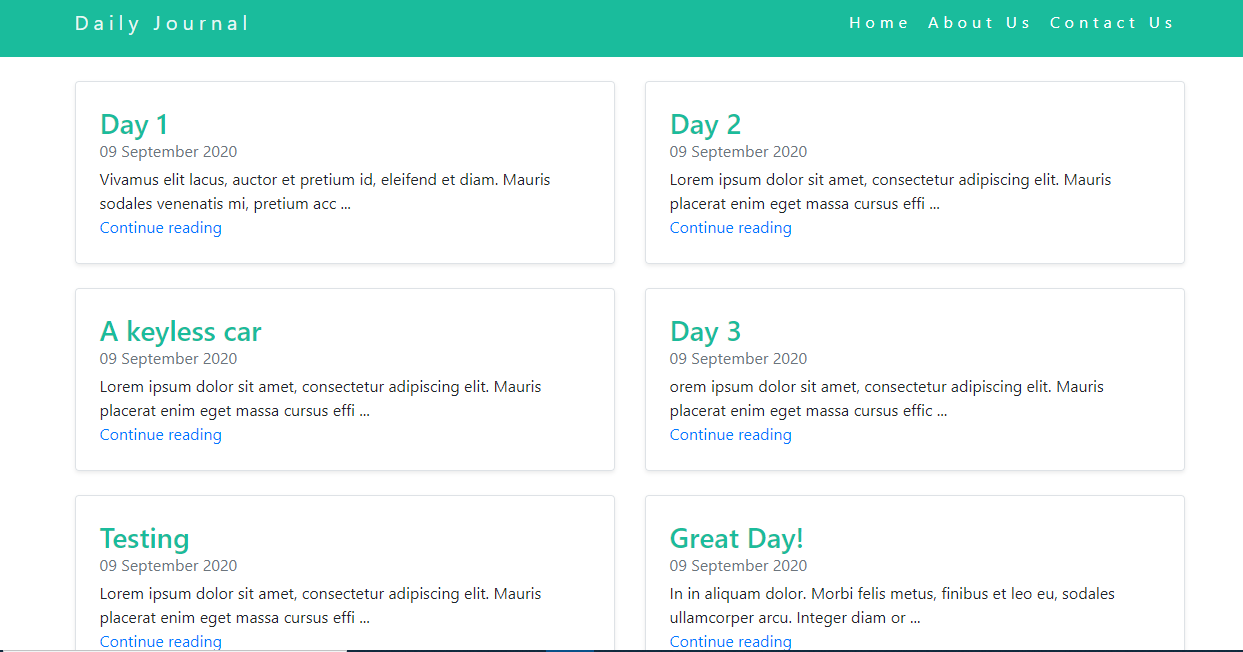 Daily Journal
Home About Us Contact Us
Day 1
09 September 2020
Vivamus elit lacus, auctor et pretium id, eleifend et diam. Mauris
sodales venenatis mi, pretium acc ...
Continue reading
Day 2
09 September 2020
Lorem ipsum dolor sit amet, consectetur adipiscing elit. Mauris
placerat enim eget massa cursus effi ...
Continue reading
A keyless car
09 September 2020
Lorem ipsum dolor sit amet, consectetur adipiscing elit. Mauris
placerat enim eget massa cursus effi ...
Continue reading
Day 3
09 September 2020
orem ipsum dolor sit amet, consectetur adipiscing elit. Mauris
placerat enim eget massa cursus effic ...
Continue reading
Testing
09 September 2020
Lorem ipsum dolor sit amet, consectetur adipiscing elit. Mauris
placerat enim eget massa cursus effi ...
Continue reading
Great Day!
09 September 2020
In in aliquam dolor. Morbi felis metus, finibus et leo eu, sodales
ullamcorper arcu. Integer diam or ...
Continue reading